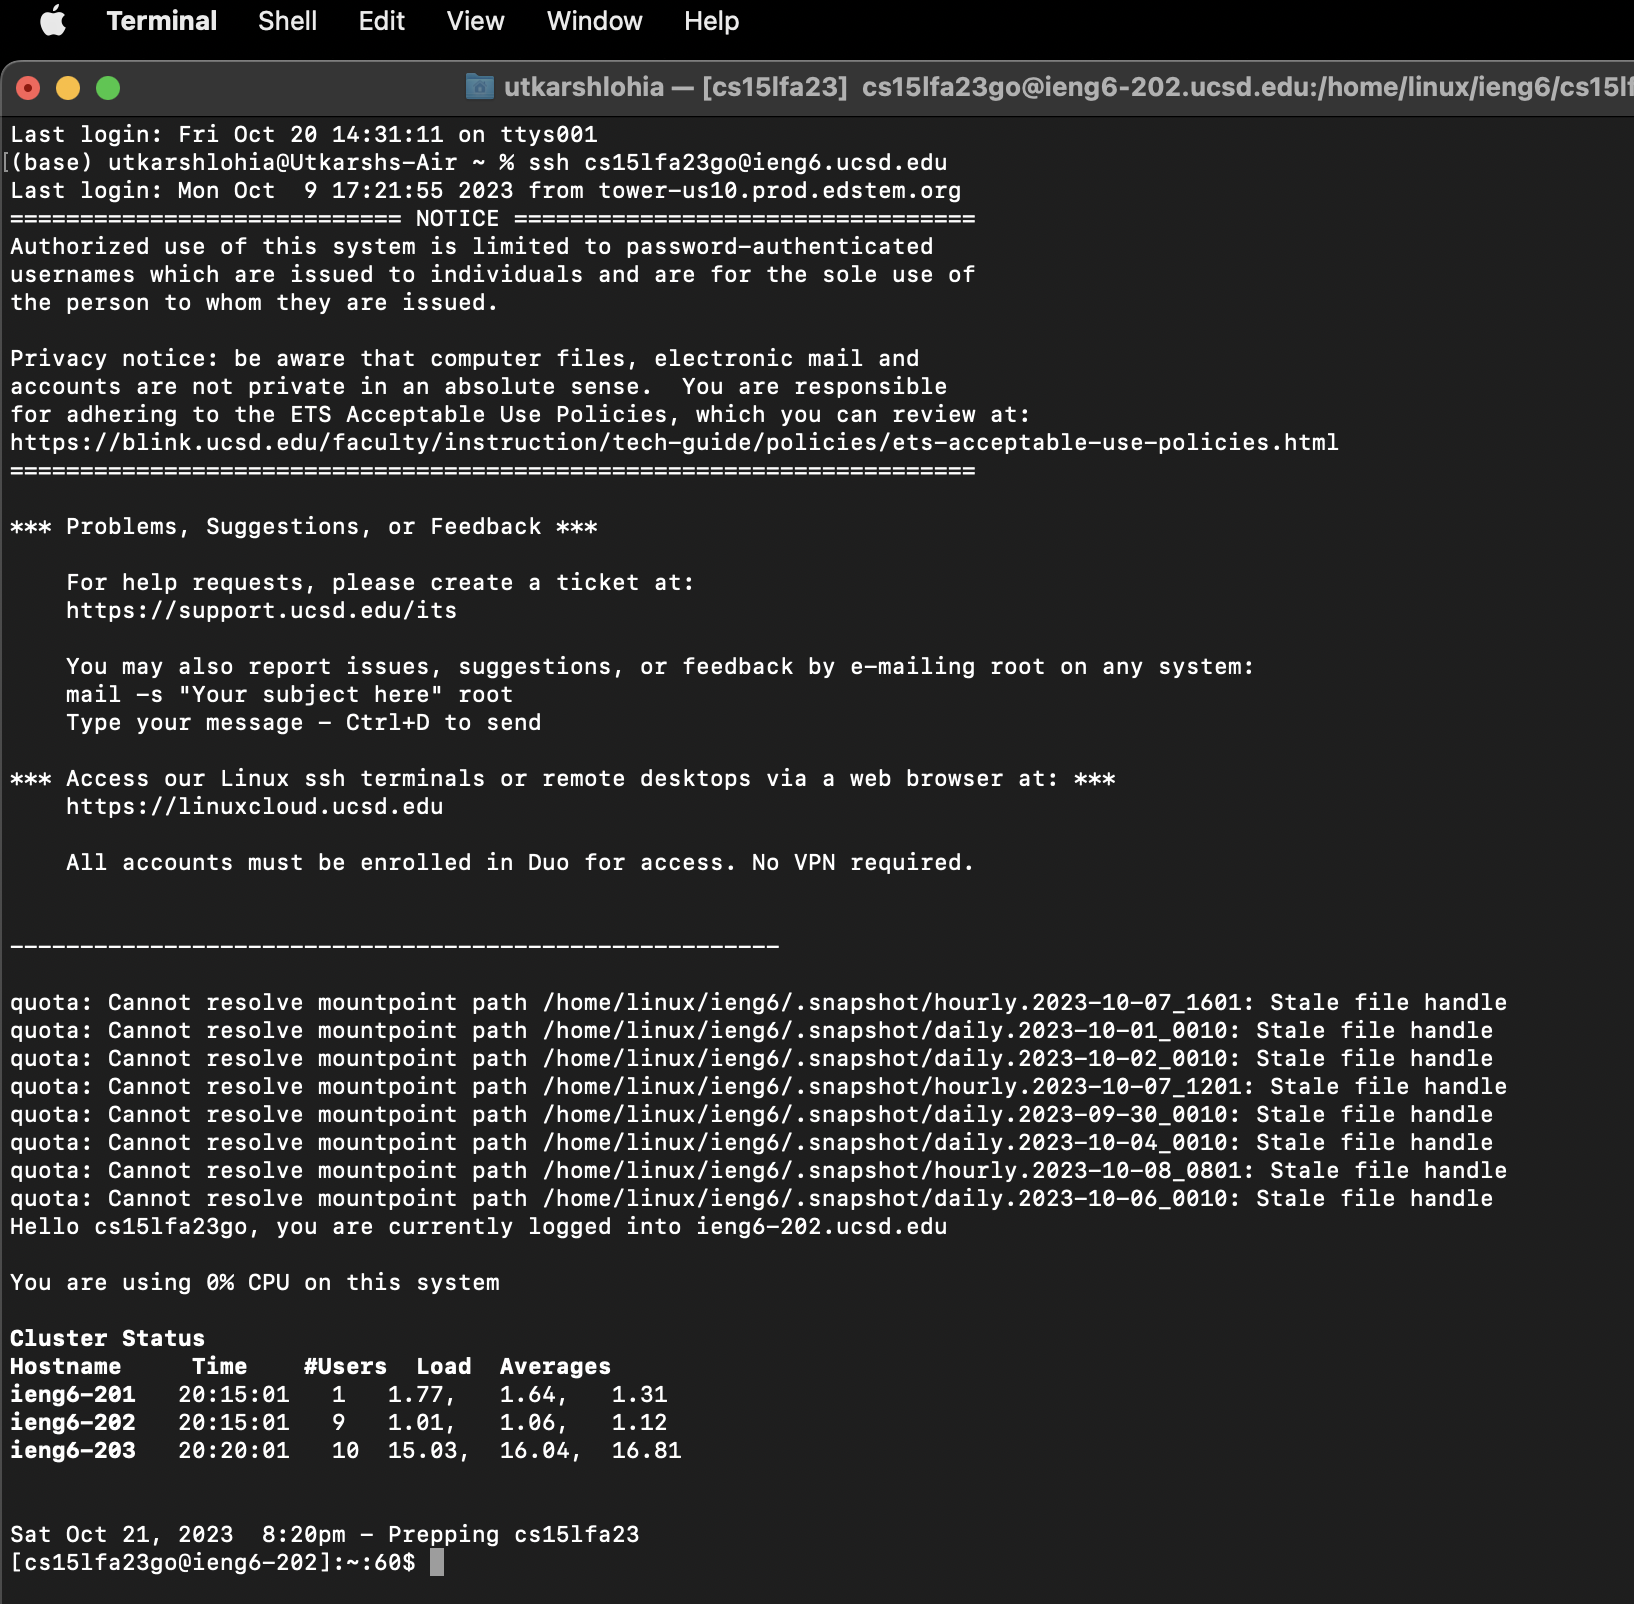 Terminal Shell Edit View Window Help
utkarshlohia — [cs15lfa23] cs15lfa23go@ieng6-202.ucsd.edu:/home/linux/ieng6/cs15lf
Last login: Fri Oct 20 14:31:11 on ttys001
[(base) utkarshlohia@Utkarshs-Air ~ % ssh cs15lfa23go@ieng6.ucsd.edu
Last login: Mon Oct  9 17:21:55 2023 from tower-us10.prod.edstem.org
============================ NOTICE =================================
Authorized use of this system is limited to password-authenticated
usernames which are issued to individuals and are for the sole use of
the person to whom they are issued.

Privacy notice: be aware that computer files, electronic mail and
accounts are not private in an absolute sense.  You are responsible
for adhering to the ETS Acceptable Use Policies, which you can review at:
https://blink.ucsd.edu/faculty/instruction/tech-guide/policies/ets-acceptable-use-policies.html
=====================================================================

*** Problems, Suggestions, or Feedback ***

    For help requests, please create a ticket at:
    https://support.ucsd.edu/its

    You may also report issues, suggestions, or feedback by e-mailing root on any system:
    mail -s "Your subject here" root
    Type your message - Ctrl+D to send

*** Access our Linux ssh terminals or remote desktops via a web browser at: ***
    https://linuxcloud.ucsd.edu

    All accounts must be enrolled in Duo for access. No VPN required.

-------------------------------------------------------

quota: Cannot resolve mountpoint path /home/linux/ieng6/.snapshot/hourly.2023-10-07_1601: Stale file handle
quota: Cannot resolve mountpoint path /home/linux/ieng6/.snapshot/daily.2023-10-01_0010: Stale file handle
quota: Cannot resolve mountpoint path /home/linux/ieng6/.snapshot/daily.2023-10-02_0010: Stale file handle
quota: Cannot resolve mountpoint path /home/linux/ieng6/.snapshot/hourly.2023-10-07_1201: Stale file handle
quota: Cannot resolve mountpoint path /home/linux/ieng6/.snapshot/daily.2023-09-30_0010: Stale file handle
quota: Cannot resolve mountpoint path /home/linux/ieng6/.snapshot/daily.2023-10-04_0010: Stale file handle
quota: Cannot resolve mountpoint path /home/linux/ieng6/.snapshot/hourly.2023-10-08_0801: Stale file handle
quota: Cannot resolve mountpoint path /home/linux/ieng6/.snapshot/daily.2023-10-06_0010: Stale file handle
Hello cs15lfa23go, you are currently logged into ieng6-202.ucsd.edu

You are using 0% CPU on this system

Cluster Status
Hostname     Time    #Users  Load  Averages
ieng6-201   20:15:01   1   1.77,   1.64,   1.31
ieng6-202   20:15:01   9   1.01,   1.06,   1.12
ieng6-203   20:20:01   10  15.03,  16.04,  16.81

Sat Oct 21, 2023  8:20pm - Prepping cs15lfa23
[cs15lfa23go@ieng6-202]:~:60$